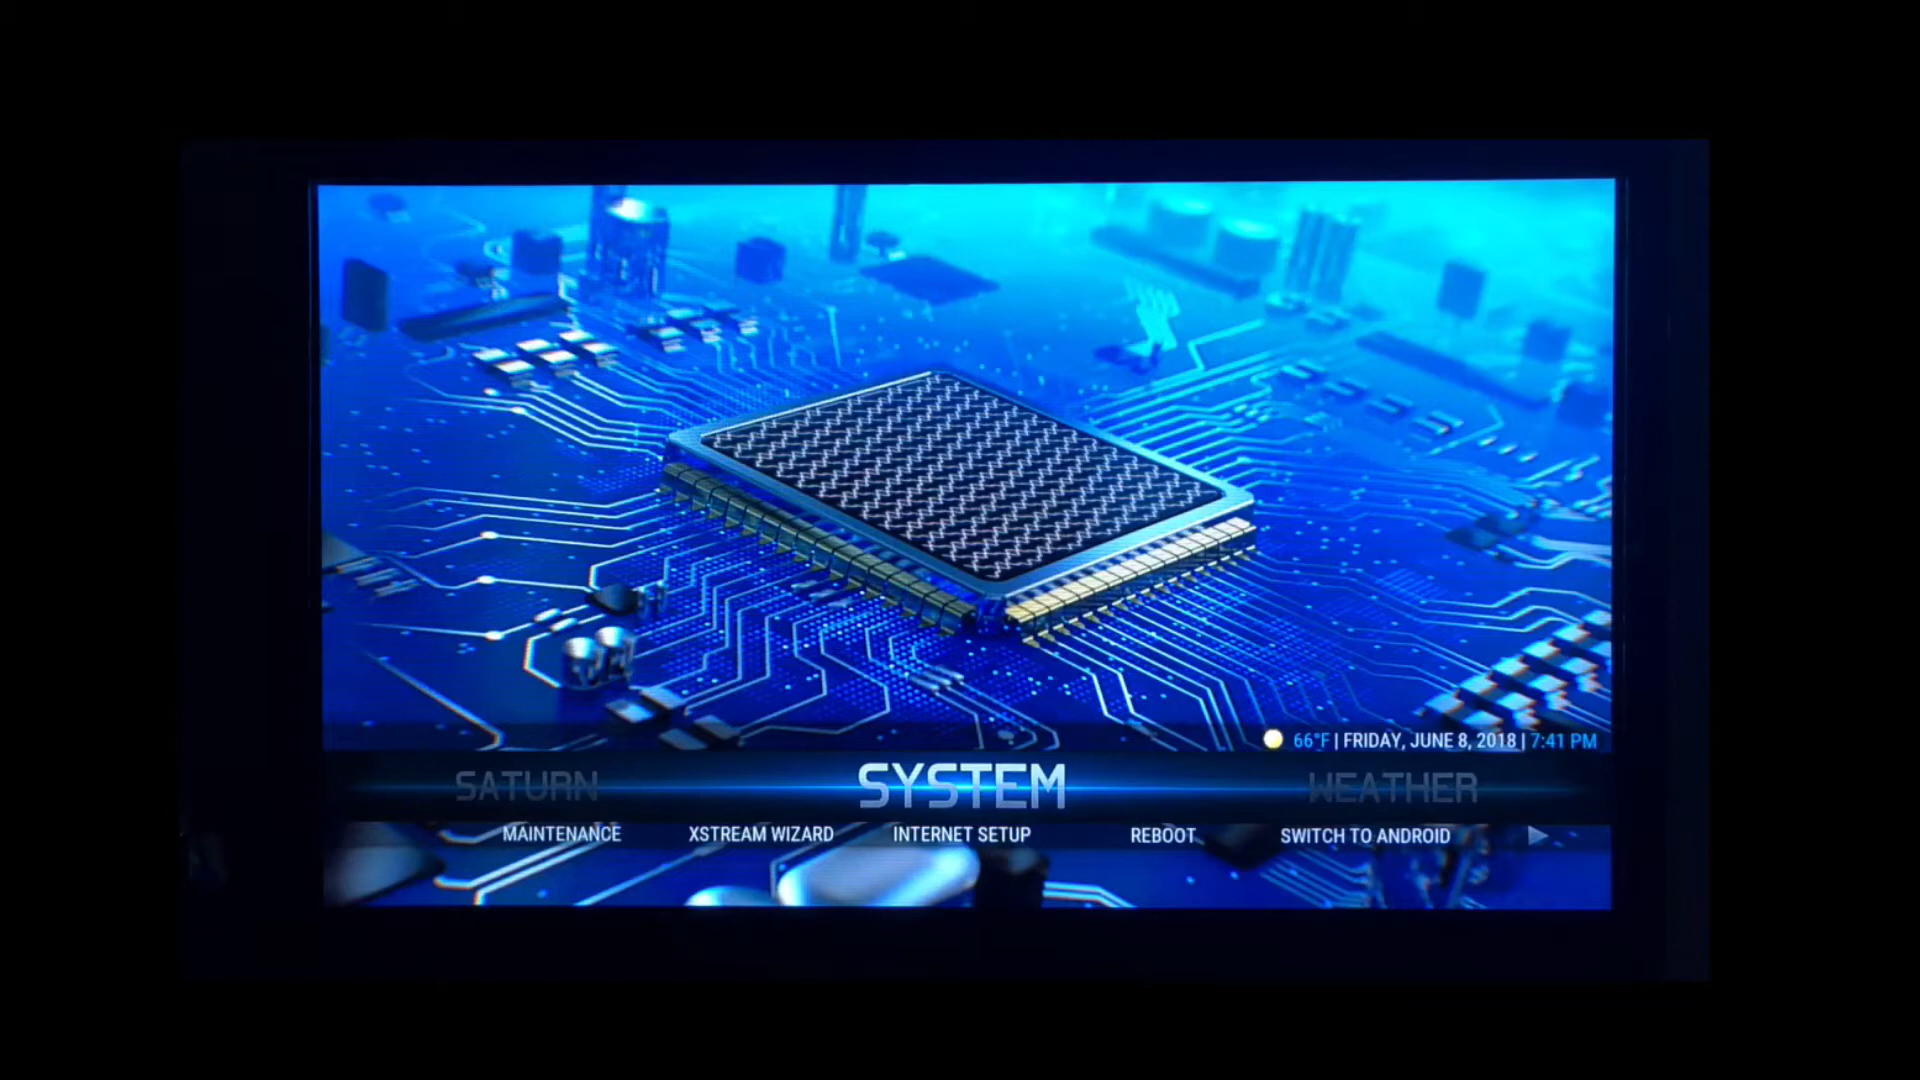 66°F | FRIDAY, JUNE 8, 2018 | 7:41 PM
SATURN SYSTEM WEATHER
MAINTENANCE XSTREAM WIZARD INTERNET SETUP REBOOT SWITCH TO ANDROID